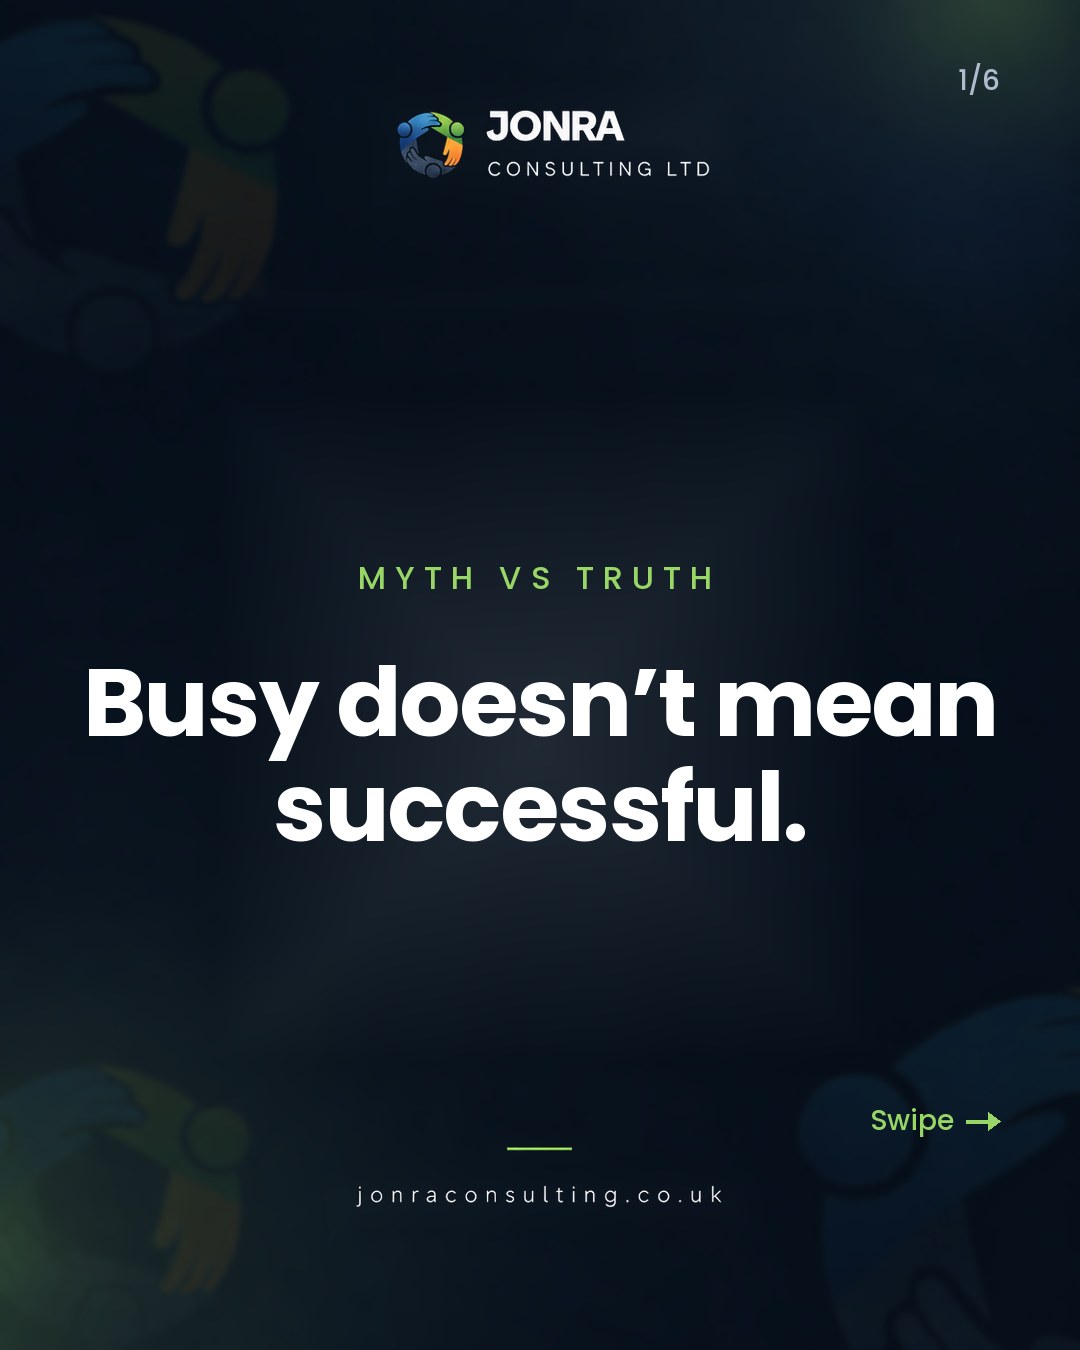 1/6
JONRA
CONSULTING LTD
MYTH VS TRUTH
Busy doesn’t mean
successful.
Swipe →
jonraconsulting.co.uk